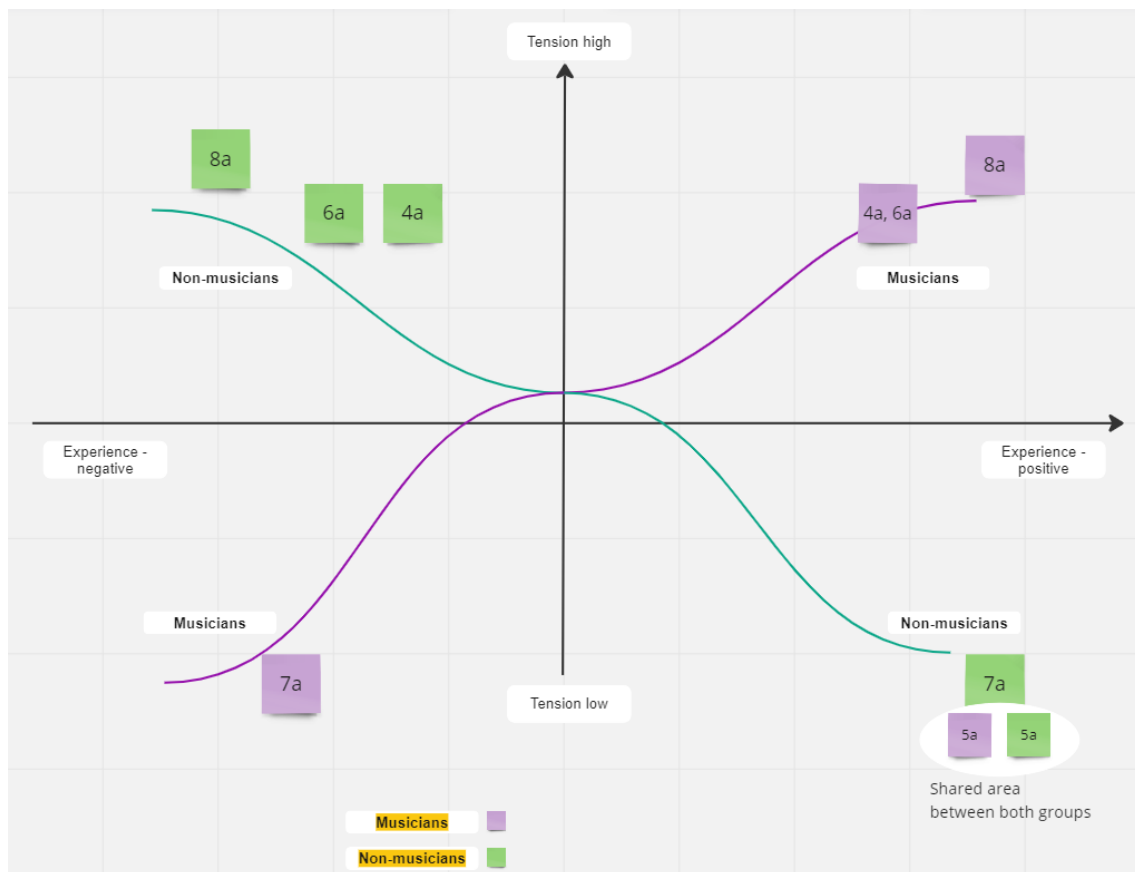 Tension high
8a
8a
6a
4a
4a, 6a
Non-musicians
Musicians
Experience -
negative
Experience -
positive
Musicians
Non-musicians
7a
7a
Tension low
5a
5a
Shared area
between both groups
Musicians
Non-musicians